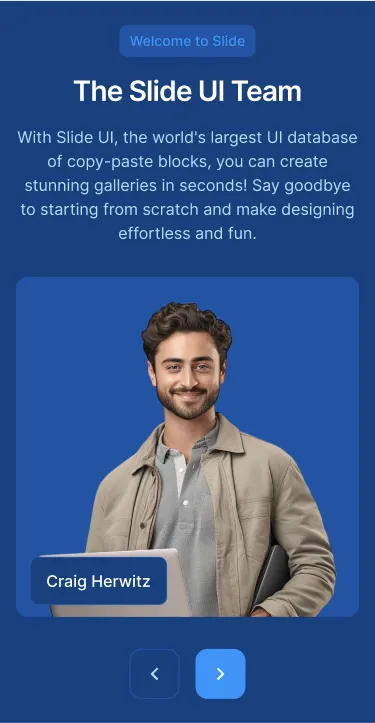 Welcome to Slide
The Slide UI Team
With Slide UI, the world's largest UI database
of copy-paste blocks, you can create
stunning galleries in seconds! Say goodbye
to starting from scratch and make designing
effortless and fun.
Craig Herwitz